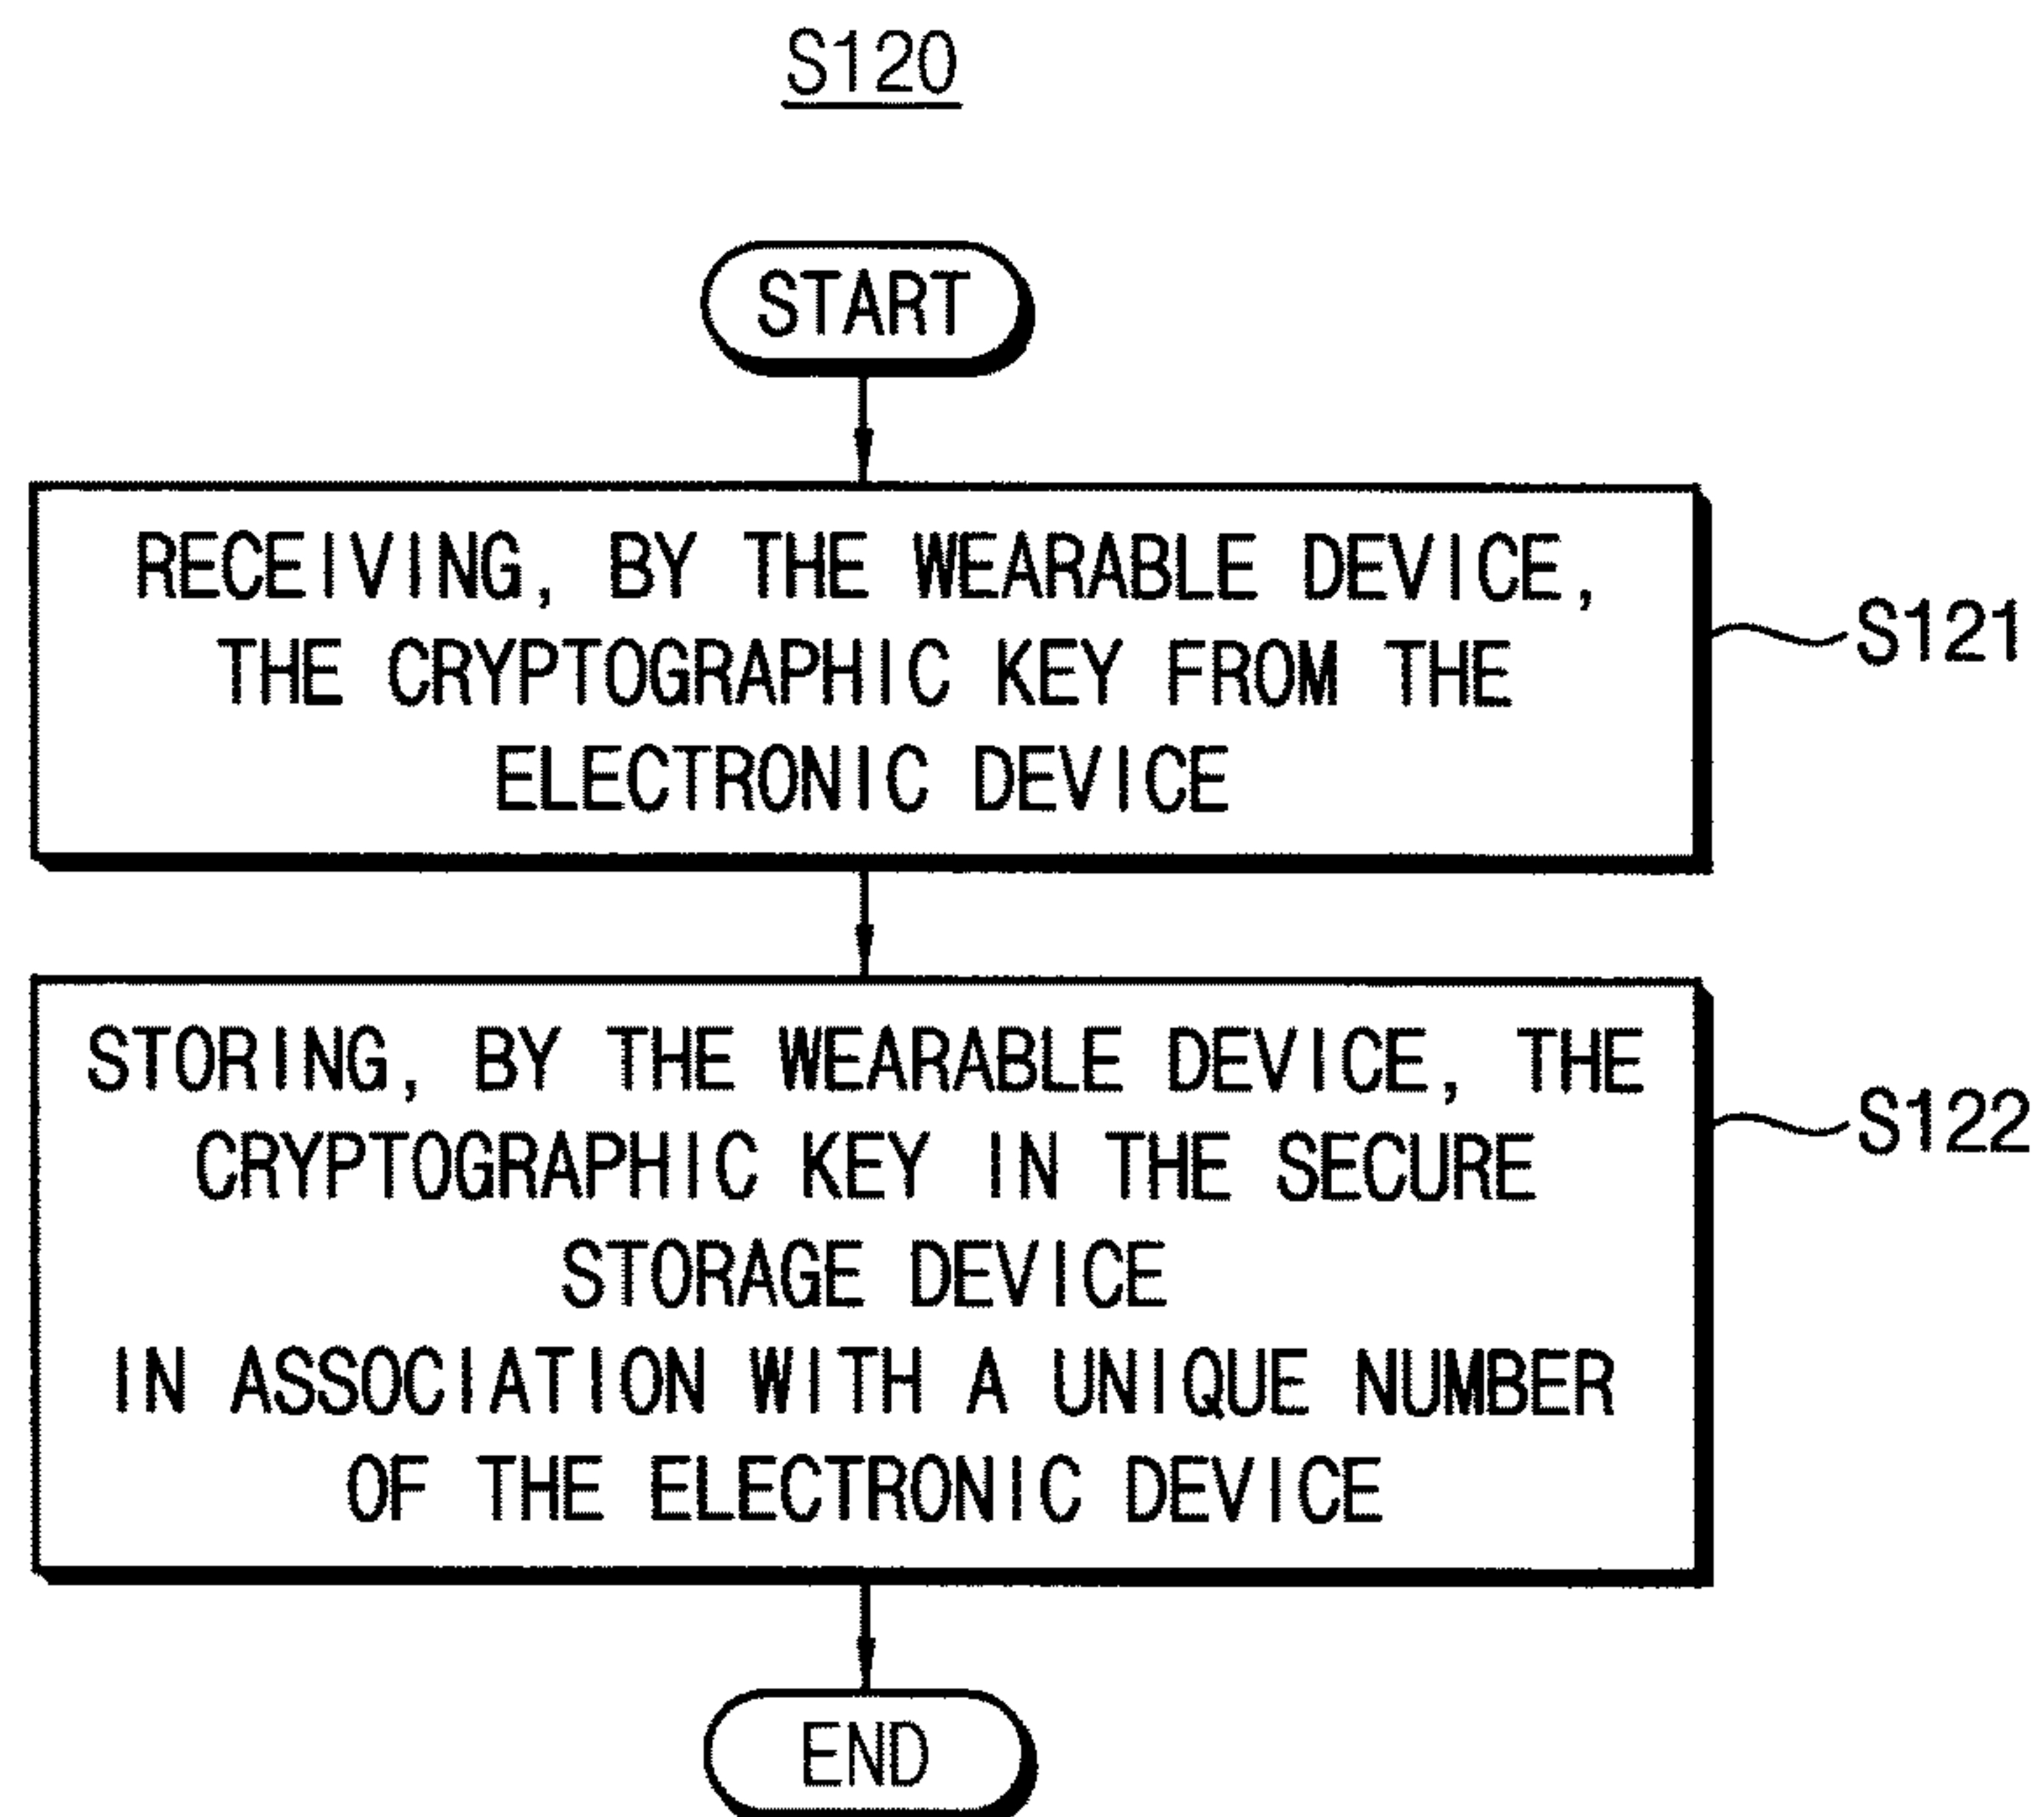 S120
START
RECEIVING, BY THE WEARABLE DEVICE,
THE CRYPTOGRAPHIC KEY FROM THE
ELECTRONIC DEVICE
S121
STORING, BY THE WEARABLE DEVICE, THE
CRYPTOGRAPHIC KEY IN THE SECURE
STORAGE DEVICE
IN ASSOCIATION WITH A UNIQUE NUMBER
OF THE ELECTRONIC DEVICE
S122
END